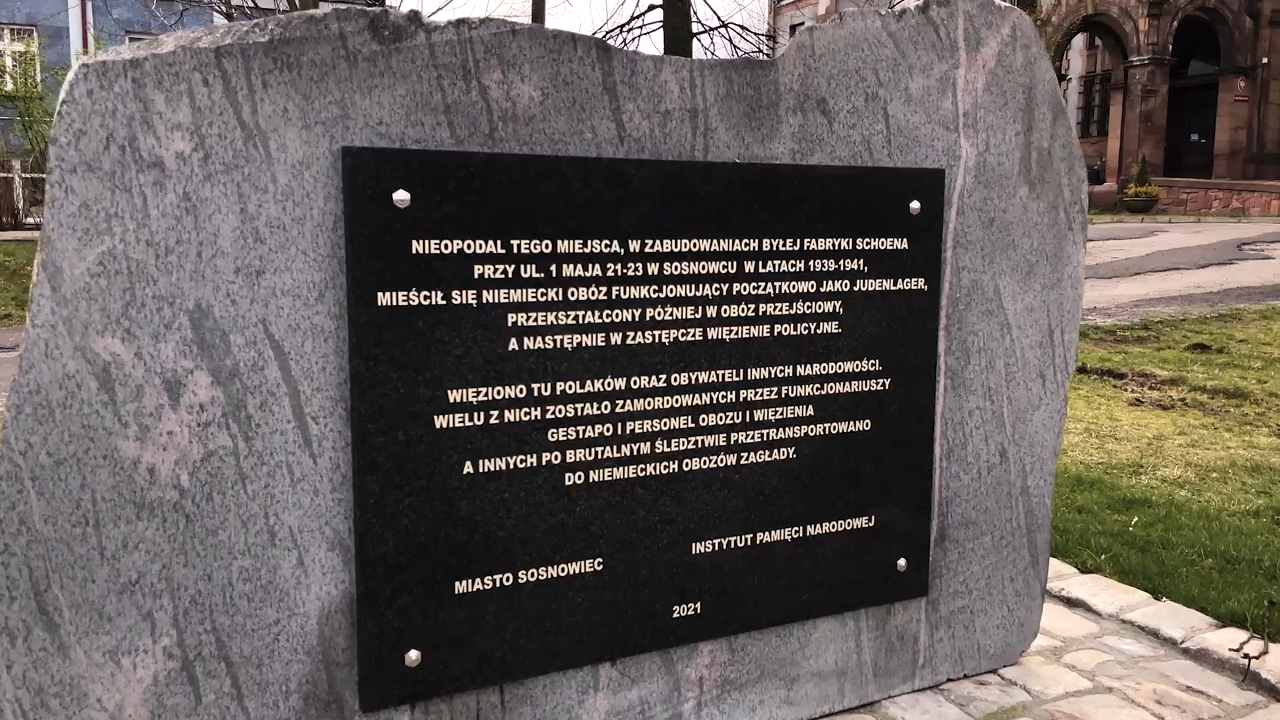 NIEOPODAL TEGO MIEJSCA, W ZABUDOWANIACH BYŁEJ FABRYKI SCHOENA
PRZY UL. 1 MAJA 21-23 W SOSNOWCU W LATACH 1939-1941,
MIEŚCIŁ SIĘ NIEMIECKI OBÓZ FUNKCJONUJĄCY POCZĄTKOWO JAKO JUDENLAGER,
PRZEKSZTAŁCONY PÓŹNIEJ W OBÓZ PRZEJŚCIOWY,
A NASTĘPNIE W ZASTĘPCZE WIĘZIENIE POLICYJNE.
WIĘZIONO TU POLAKÓW ORAZ OBYWATELI INNYCH NARODOWOŚCI.
WIELU Z NICH ZOSTAŁO ZAMORDOWANYCH PRZEZ FUNKCJONARIUSZY
GESTAPO I PERSONEL OBOZU I WIĘZIENIA
A INNYCH PO BRUTALNYM ŚLEDZTWIE PRZETRANSPORTOWANO
DO NIEMIECKICH OBOZÓW ZAGŁADY.
MIASTO SOSNOWIEC
INSTYTUT PAMIĘCI NARODOWEJ
2021